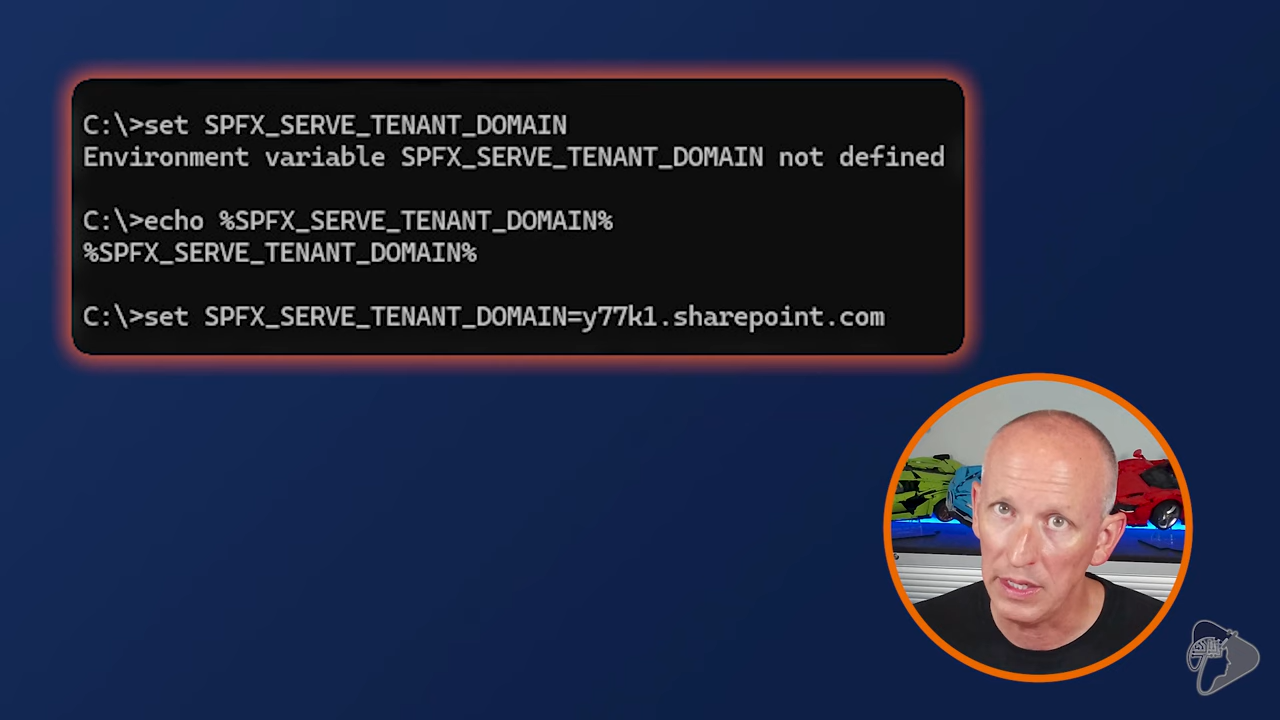 C:\>set SPFX_SERVE_TENANT_DOMAIN
Environment variable SPFX_SERVE_TENANT_DOMAIN not defined
C:\>echo %SPFX_SERVE_TENANT_DOMAIN%
%SPFX_SERVE_TENANT_DOMAIN%
C:\>set SPFX_SERVE_TENANT_DOMAIN=y77k1.sharepoint.com